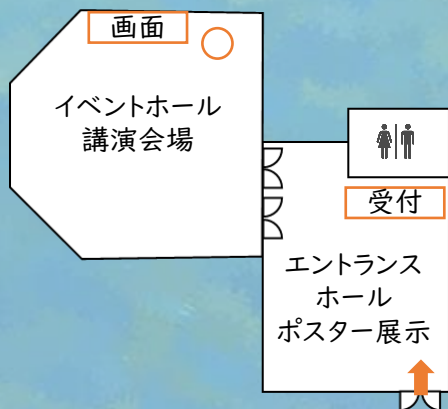 画面
イベントホール
講演会場
受付
エントランス
ホール
ポスター展示